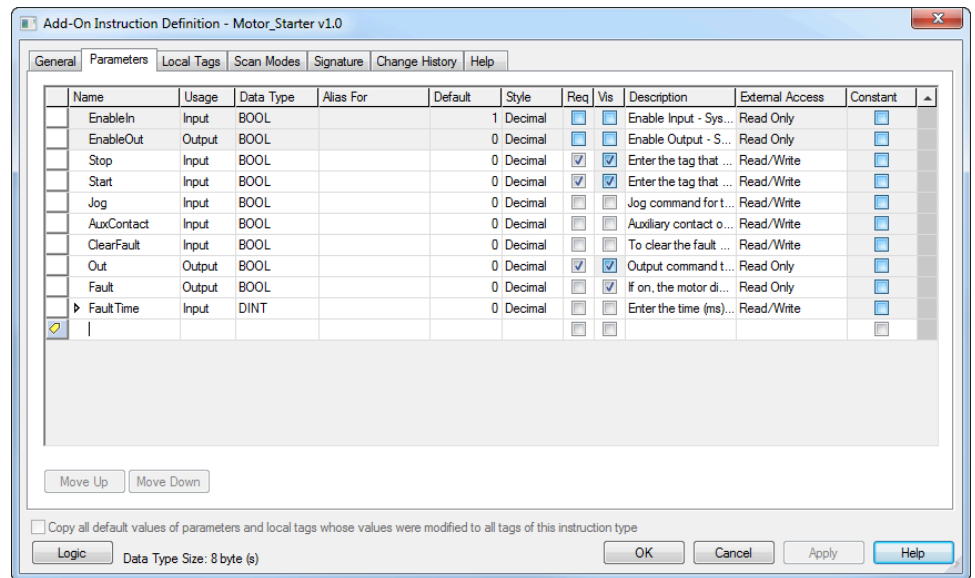 Add-On Instruction Definition - Motor_Starter v1.0
General Parameters Local Tags Scan Modes Signature Change History Help
Name Usage Data Type Alias For Default Style Req Vis Description External Access Constant
EnableIn Input BOOL 1 Decimal Enable Input - Sys... Read Only
EnableOut Output BOOL 0 Decimal Enable Output - S... Read Only
Stop Input BOOL 0 Decimal Enter the tag that ... Read/Write
Start Input BOOL 0 Decimal Enter the tag that ... Read/Write
Jog Input BOOL 0 Decimal Jog command for t... Read/Write
AuxContact Input BOOL 0 Decimal Auxiliary contact o... Read/Write
ClearFault Input BOOL 0 Decimal To clear the fault ... Read/Write
Out Output BOOL 0 Decimal Output command t... Read Only
Fault Output BOOL 0 Decimal If on, the motor di... Read Only
FaultTime Input DINT 0 Decimal Enter the time (ms)... Read/Write
Move Up Move Down
Copy all default values of parameters and local tags whose values were modified to all tags of this instruction type
Logic Data Type Size: 8 byte (s) OK Cancel Apply Help